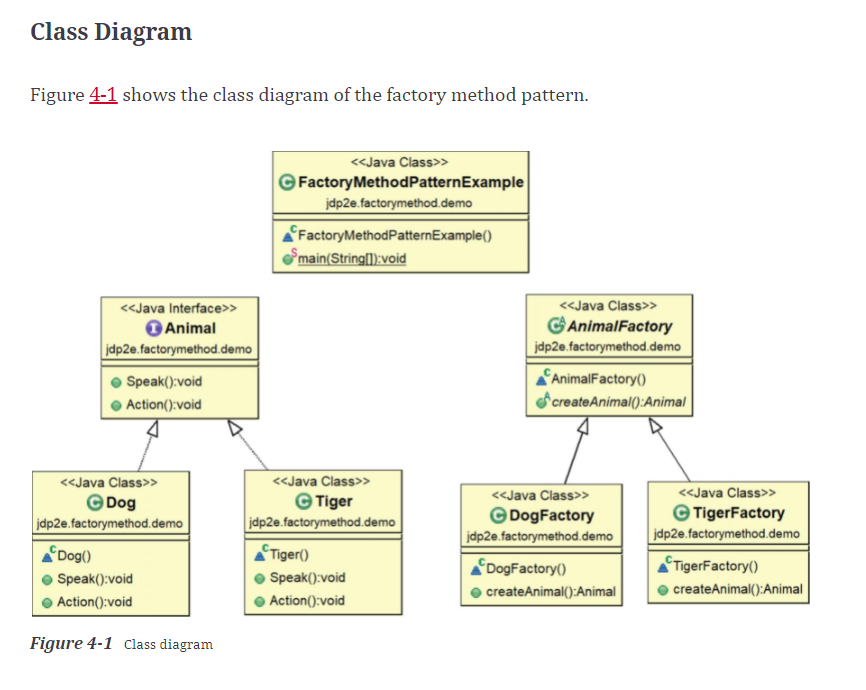 Class Diagram
Figure 4-1 shows the class diagram of the factory method pattern.
<<Java Class>>
FactoryMethodPatternExample
jdp2e.factorymethod.demo
FactoryMethodPatternExample()
main(String[]):void
<<Java Interface>>
Animal
jdp2e.factorymethod.demo
Speak():void
Action():void
<<Java Class>>
AnimalFactory
jdp2e.factorymethod.demo
AnimalFactory()
createAnimal():Animal
<<Java Class>>
Dog
jdp2e.factorymethod.demo
Dog()
Speak():void
Action():void
<<Java Class>>
Tiger
jdp2e.factorymethod.demo
Tiger()
Speak():void
Action():void
<<Java Class>>
DogFactory
jdp2e.factorymethod.demo
DogFactory()
createAnimal():Animal
<<Java Class>>
TigerFactory
jdp2e.factorymethod.demo
TigerFactory()
createAnimal():Animal
Figure 4-1 Class diagram